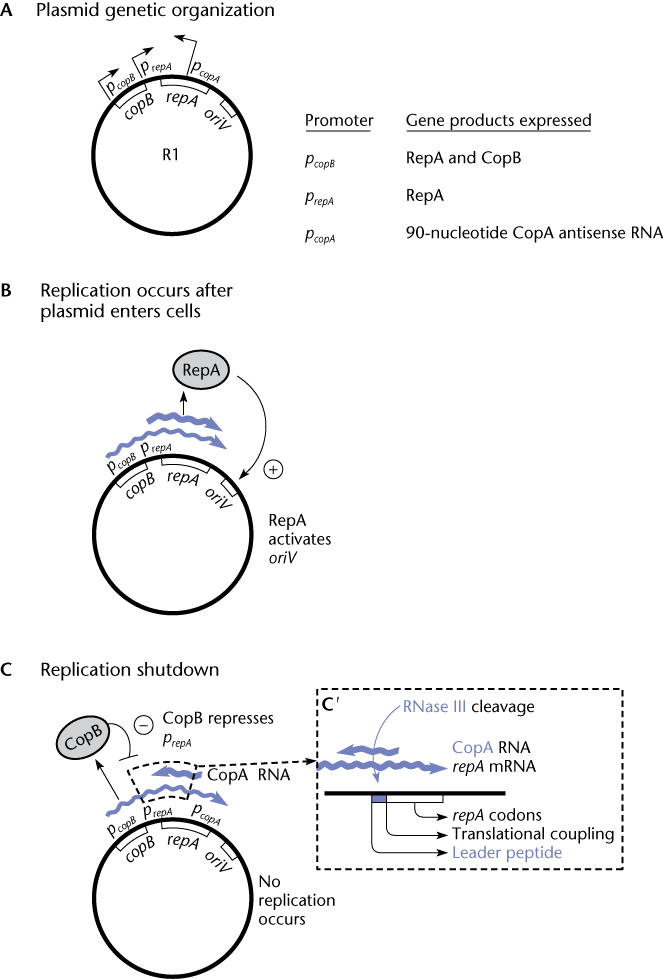 A Plasmid genetic organization
pcopB prepA pcopA
copB repA oriV
R1
Promoter Gene products expressed
pcopB RepA and CopB
prepA RepA
pcopA 90-nucleotide CopA antisense RNA
B Replication occurs after
plasmid enters cells
RepA
pcopB prepA
copB repA oriV
+
RepA
activates
oriV
C Replication shutdown
CopB
− CopB represses
prepA
CopA RNA
pcopB prepA pcopA
copB repA oriV
No
replication
occurs
C′
RNase III cleavage
CopA RNA
repA mRNA
repA codons
Translational coupling
Leader peptide